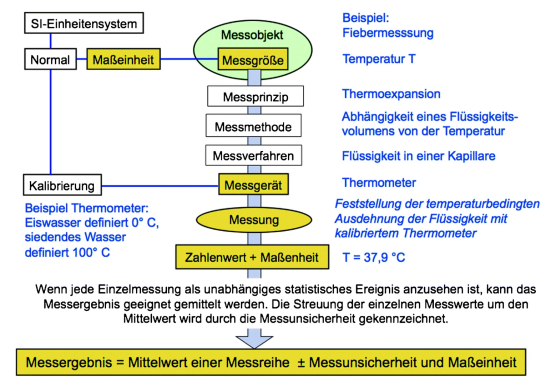 SI-Einheitensystem
Messobjekt
Beispiel:
Fiebermesssung
Normal
Maßeinheit
Messgröße
Temperatur T
Messprinzip
Thermoexpansion
Messmethode
Abhängigkeit eines Flüssigkeits-
volumens von der Temperatur
Messverfahren
Flüssigkeit in einer Kapillare
Kalibrierung
Messgerät
Thermometer
Beispiel Thermometer:
Eiswasser definiert 0° C,
siedendes Wasser
definiert 100° C
Messung
Feststellung der temperaturbedingten
Ausdehnung der Flüssigkeit mit
kalibriertem Thermometer
Zahlenwert + Maßenheit
T = 37,9 °C
Wenn jede Einzelmessung als unabhängiges statistisches Ereignis anzusehen ist, kann das
Messergebnis geeignet gemittelt werden. Die Streuung der einzelnen Messwerte um den
Mittelwert wird durch die Messunsicherheit gekennzeichnet.
Messergebnis = Mittelwert einer Messreihe ± Messunsicherheit und Maßeinheit